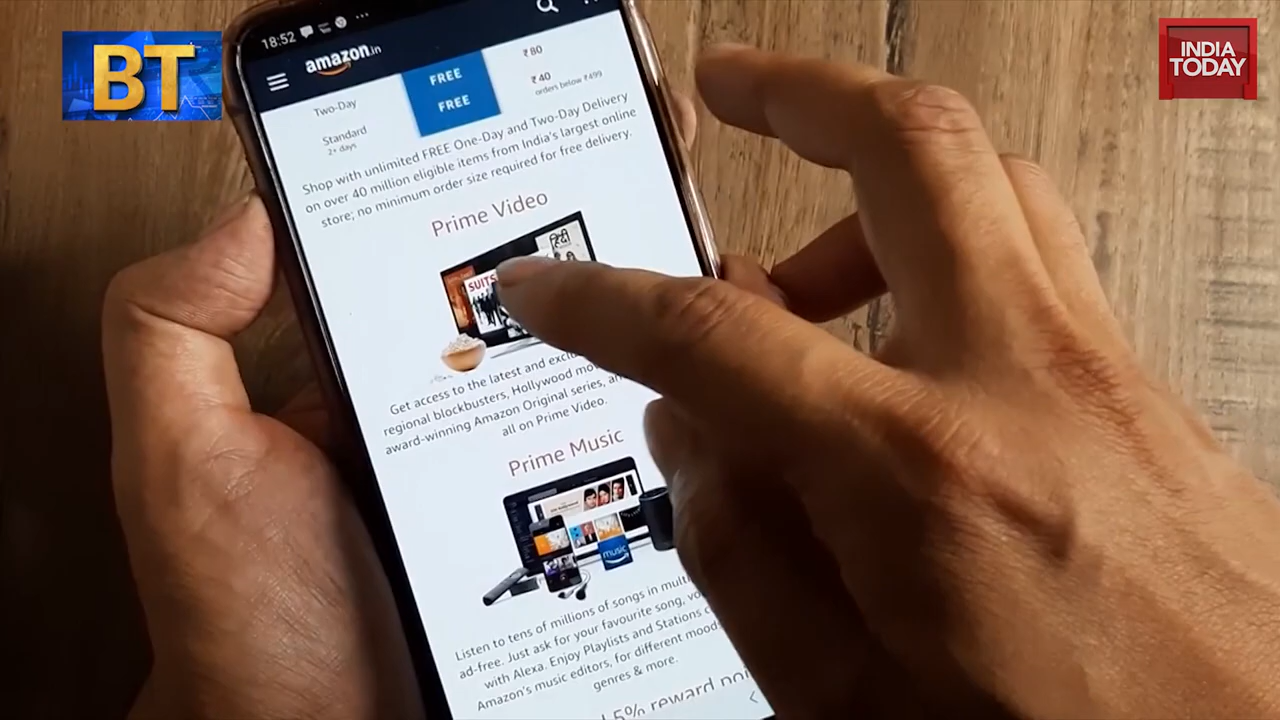 BT
INDIA
TODAY
18:52
amazon.in
FREE
₹80
Two-Day
FREE
₹40
orders below ₹499
Standard
2+ days
Shop with unlimited FREE One-Day and Two-Day Delivery
on over 40 million eligible items from India's largest online
store; no minimum order size required for free delivery.
Prime Video
हिंदी
SUITS
Get access to the latest and
regional blockbusters, Hollywood
award-winning Amazon Original series,
all on Prime Video.
Prime Music
music
Listen to tens of millions of songs in
ad-free. Just ask for your favourite song,
with Alexa. Enjoy Playlists and Stations
Amazon's music editors, for different
genres & more.
5% reward